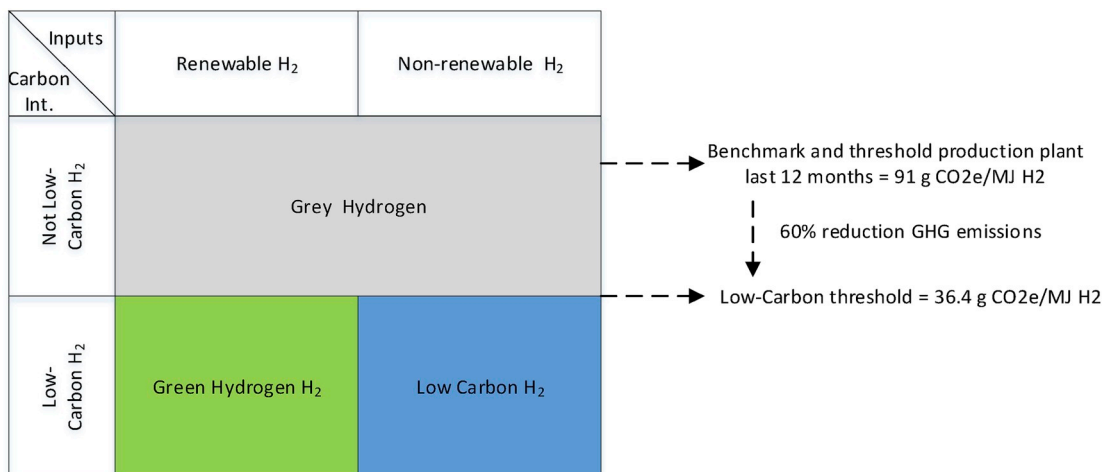 Inputs
Carbon
Int.
Renewable H₂
Non-renewable H₂
Not Low-
Carbon H₂
Grey Hydrogen
Benchmark and threshold production plant
last 12 months = 91 g CO2e/MJ H2
60% reduction GHG emissions
Low-Carbon threshold = 36.4 g CO2e/MJ H2
Low-
Carbon H₂
Green Hydrogen H₂
Low Carbon H₂